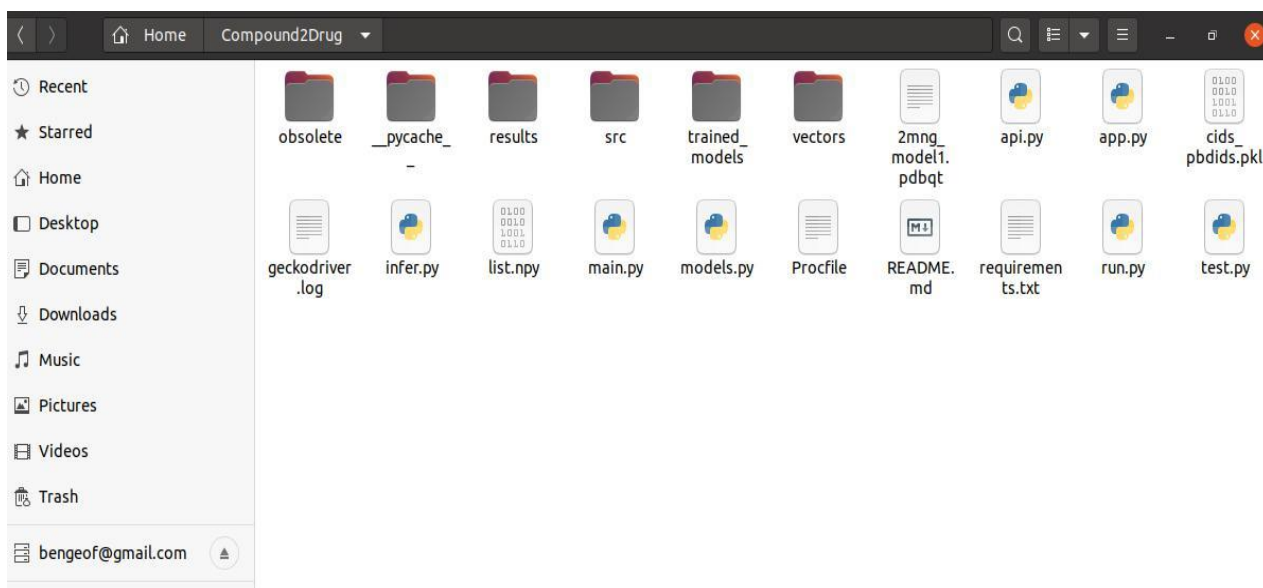 Home Compound2Drug
Recent
Starred
Home
Desktop
Documents
Downloads
Music
Pictures
Videos
Trash
bengeof@gmail.com
obsolete
__pycache_
_
results
src
trained_
models
vectors
2mng_
model1.
pdbqt
api.py
app.py
0100
0010
1001
0110
cids_
pbdids.pkl
geckodriver
.log
infer.py
0100
0010
1001
0110
list.npy
main.py
models.py
Procfile
M
README.
md
requiremen
ts.txt
run.py
test.py